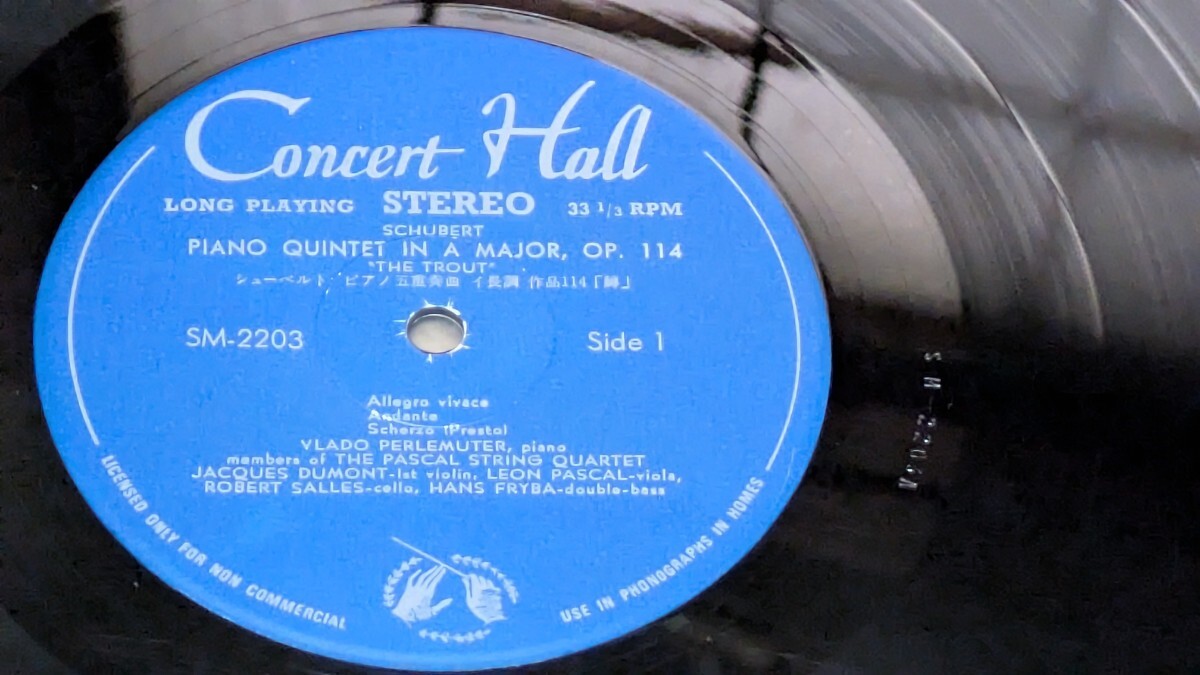 Concert Hall
LONG PLAYING STEREO 33 1/3 RPM
SCHUBERT
PIANO QUINTET IN A MAJOR, OP. 114
"THE TROUT"
シューベルト・ピアノ五重奏曲 イ長調 作品114「鱒」
SM-2203 Side 1
Allegro vivace
Andante
Scherzo (Presto)
VLADO PERLEMUTER, piano
members of THE PASCAL STRING QUARTET
JACQUES DUMONT-1st violin, LEON PASCAL-viola,
ROBERT SALLES-cello, HANS FRYBA-double-bass
LICENSED ONLY FOR NON COMMERCIAL
USE IN PHONOGRAPHS IN HOMES